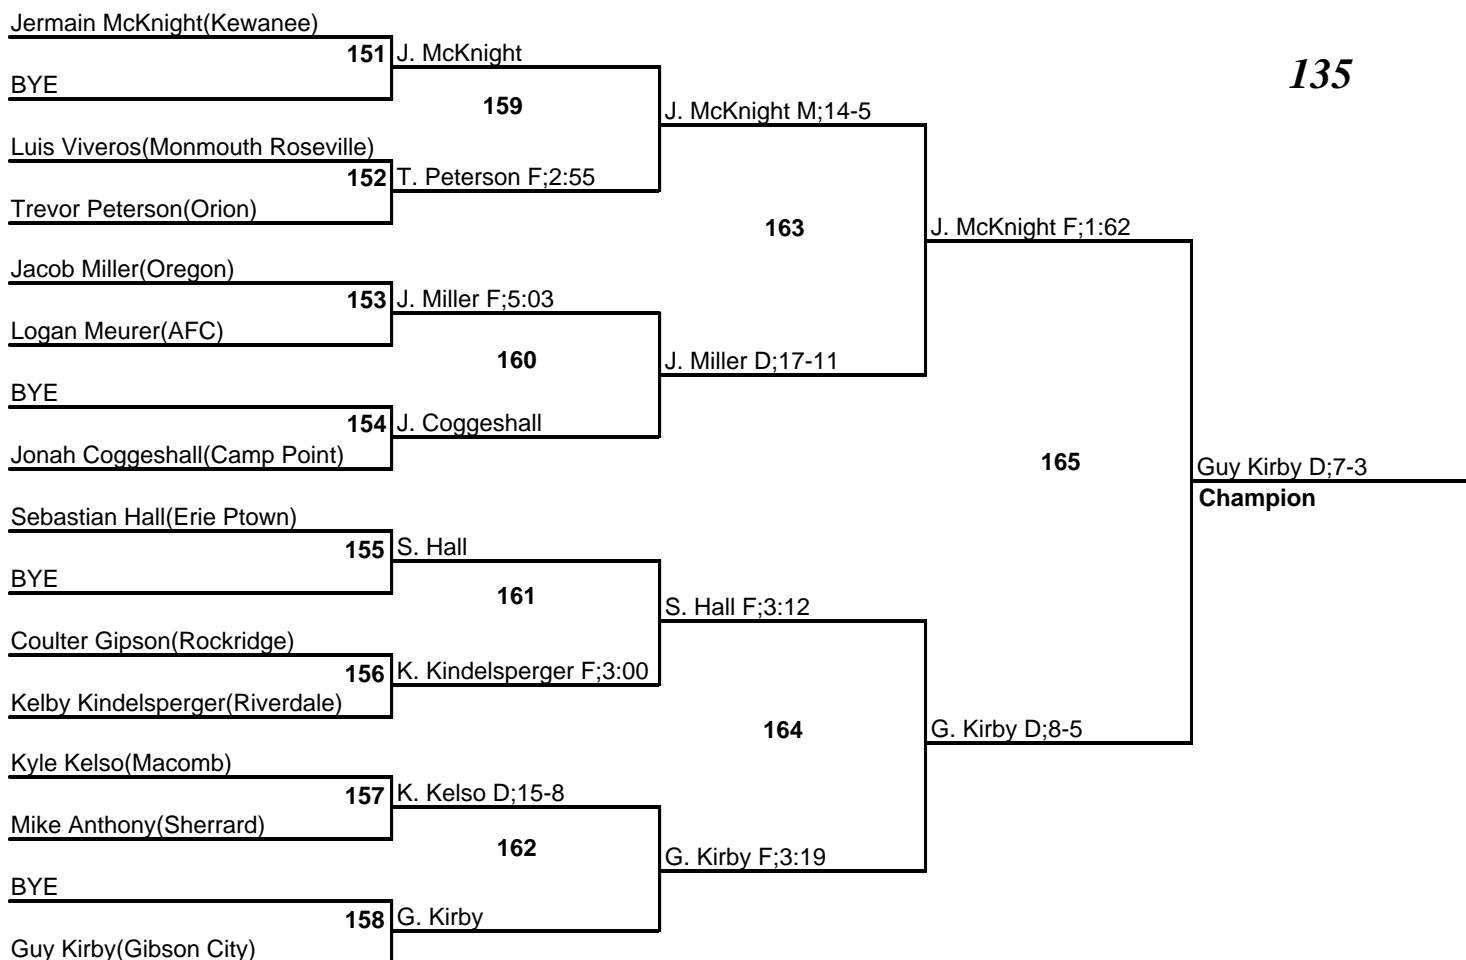 Jermain McKnight(Kewanee)
151 J. McKnight
BYE
135
159
J. McKnight M;14-5
Luis Viveros(Monmouth Roseville)
152 T. Peterson F;2:55
Trevor Peterson(Orion)
163
J. McKnight F;1:62
Jacob Miller(Oregon)
153 J. Miller F;5:03
Logan Meurer(AFC)
160
J. Miller D;17-11
BYE
154 J. Coggeshall
Jonah Coggeshall(Camp Point)
165
Guy Kirby D;7-3
Champion
Sebastian Hall(Erie Ptown)
155 S. Hall
BYE
161
S. Hall F;3:12
Coulter Gipson(Rockridge)
156 K. Kindelsperger F;3:00
Kelby Kindelsperger(Riverdale)
164
G. Kirby D;8-5
Kyle Kelso(Macomb)
157 K. Kelso D;15-8
Mike Anthony(Sherrard)
162
G. Kirby F;3:19
BYE
158 G. Kirby
Guy Kirby(Gibson City)